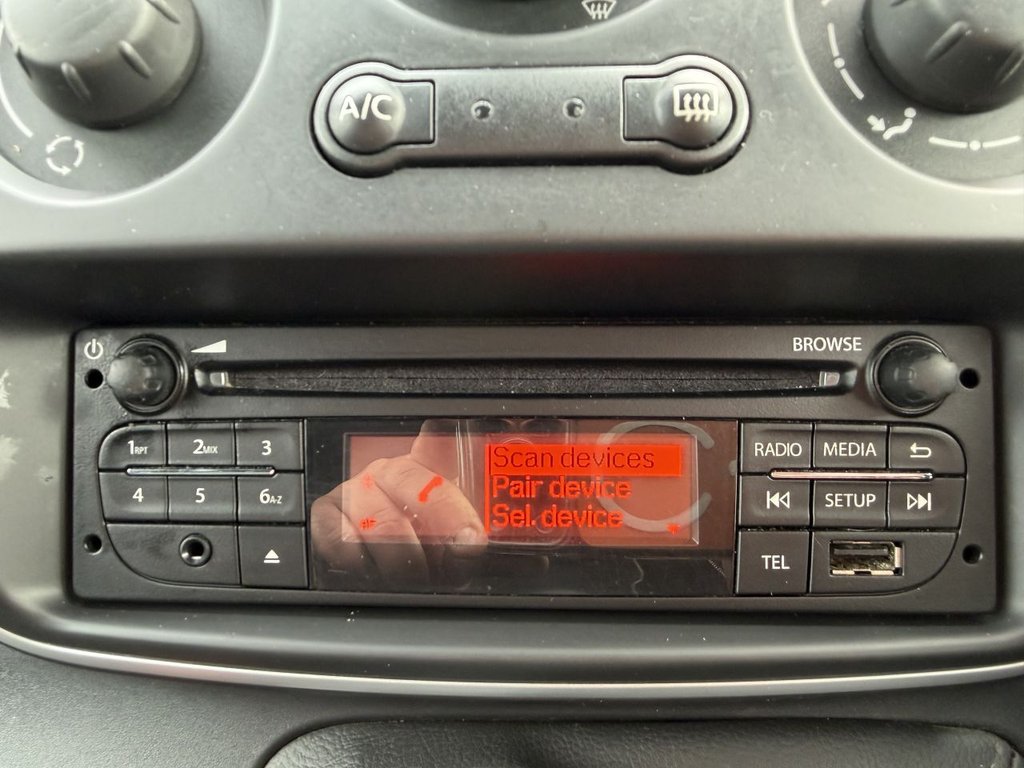 A/C
BROWSE
1RPT
2MIX
3
RADIO
MEDIA
Scan devices
Pair device
Sel. device
4
5
6A-Z
SETUP
TEL